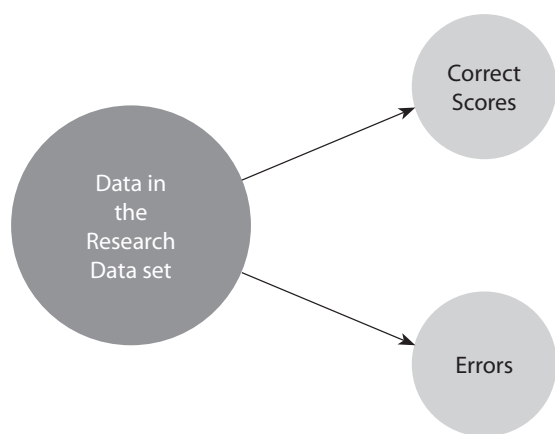 Data in
the
Research
Data set
Correct
Scores
Errors